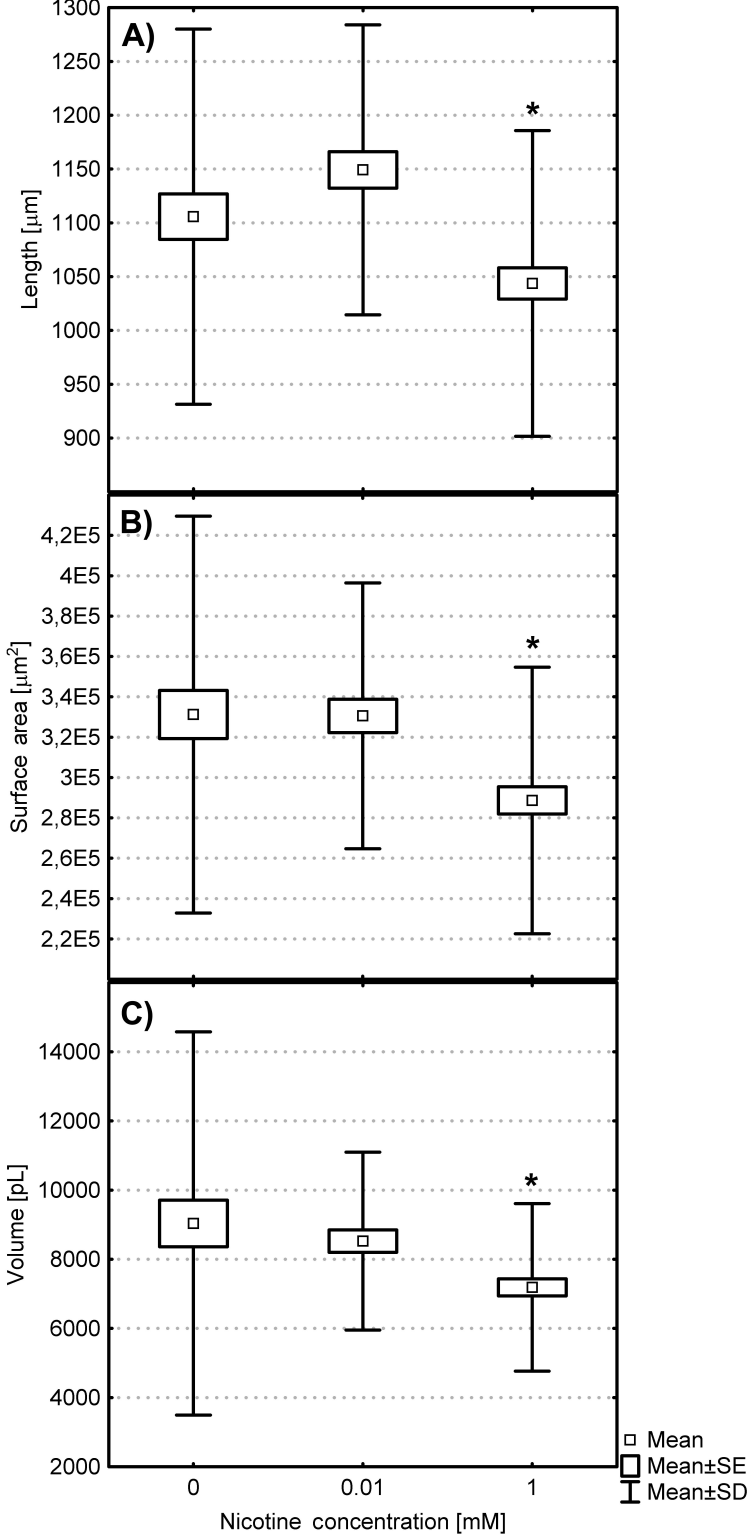 A)
*
1300
1250
1200
1150
1100
1050
1000
950
900
Length [μm]
B)
*
4,2E5
4E5
3,8E5
3,6E5
3,4E5
3,2E5
3E5
2,8E5
2,6E5
2,4E5
2,2E5
Surface area [μm²]
C)
*
14000
12000
10000
8000
6000
4000
2000
Volume [pL]
0 0.01 1
Nicotine concentration [mM]
Mean
Mean±SE
Mean±SD